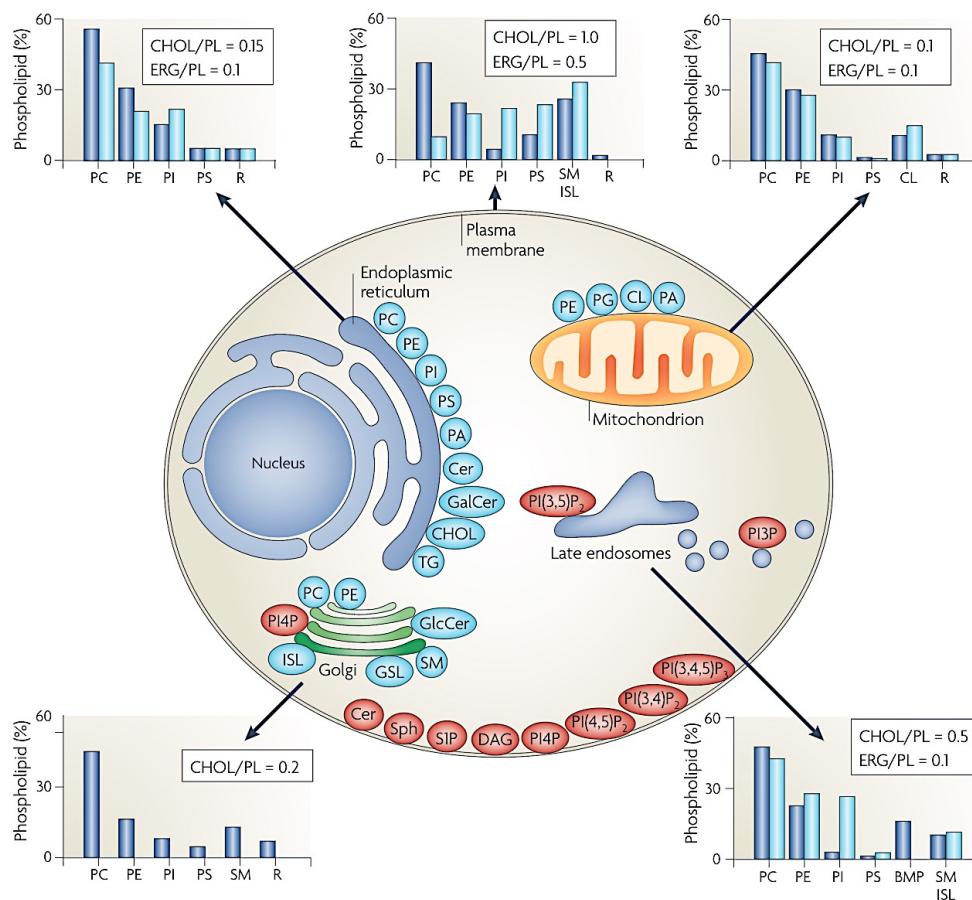 60
30
0
Phospholipid (%)
CHOL/PL = 0.15
ERG/PL = 0.1
PC PE PI PS R
60
30
0
Phospholipid (%)
CHOL/PL = 1.0
ERG/PL = 0.5
PC PE PI PS SM R
ISL
60
30
0
Phospholipid (%)
CHOL/PL = 0.1
ERG/PL = 0.1
PC PE PI PS CL R
Plasma
membrane
Endoplasmic
reticulum
PC
PE
PI
PS
PA
Cer
GalCer
CHOL
TG
Nucleus
PE PG CL PA
Mitochondrion
PI(3,5)P2
Late endosomes
PI3P
PC PE
PI4P
GlcCer
ISL
Golgi
GSL
SM
Cer
Sph
S1P
DAG
PI4P
PI(4,5)P2
PI(3,4)P2
PI(3,4,5)P3
60
30
0
Phospholipid (%)
CHOL/PL = 0.2
PC PE PI PS SM R
60
30
0
Phospholipid (%)
CHOL/PL = 0.5
ERG/PL = 0.1
PC PE PI PS BMP SM
ISL